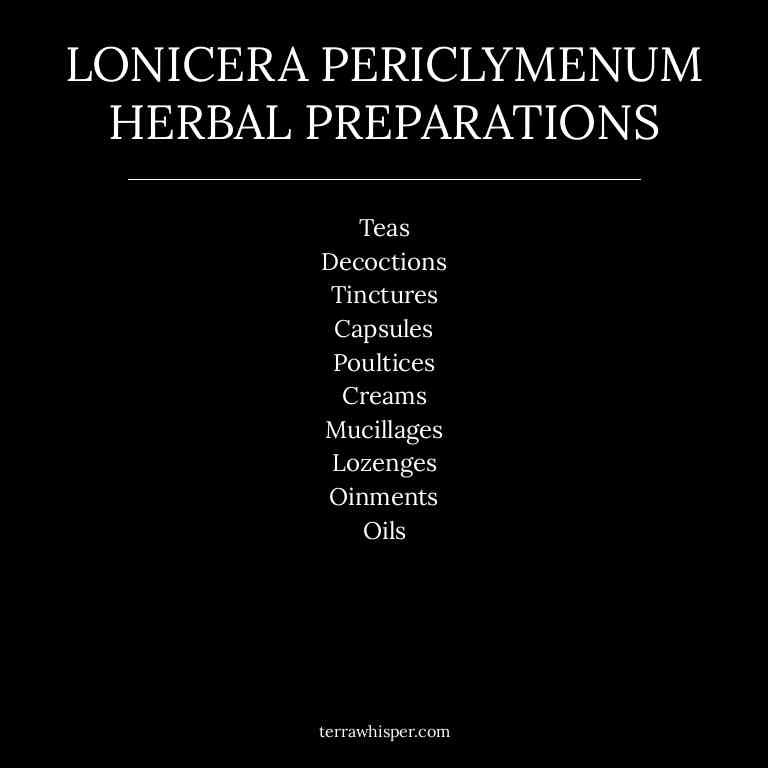 LONICERA PERICLYMENUM
HERBAL PREPARATIONS
Teas
Decoctions
Tinctures
Capsules
Poultices
Creams
Mucillages
Lozenges
Oinments
Oils
terrawhisper.com